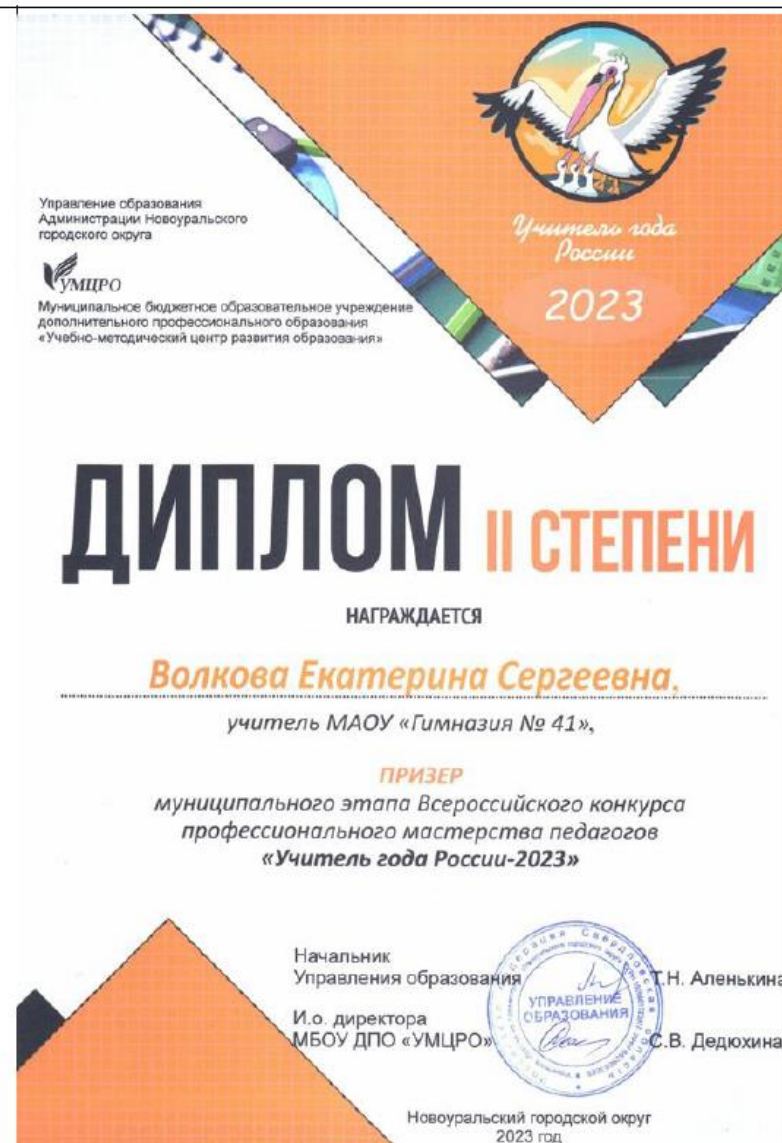 Управление образования
Администрации Новоуральского
городского округа
УМЦРО
Муниципальное бюджетное образовательное учреждение
дополнительного профессионального образования
«Учебно-методический центр развития образования»
Учитель года
России
2023
ДИПЛОМ II СТЕПЕНИ
НАГРАЖДАЕТСЯ
Волкова Екатерина Сергеевна,
учитель МАОУ «Гимназия № 41»,
ПРИЗЕР
муниципального этапа Всероссийского конкурса
профессионального мастерства педагогов
«Учитель года России-2023»
Начальник
Управления образования Т.Н. Аленькина
УПРАВЛЕНИЕ
ОБРАЗОВАНИЯ
И.о. директора
МБОУ ДПО «УМЦРО» С.В. Дедюхина
Новоуральский городской округ
2023 год